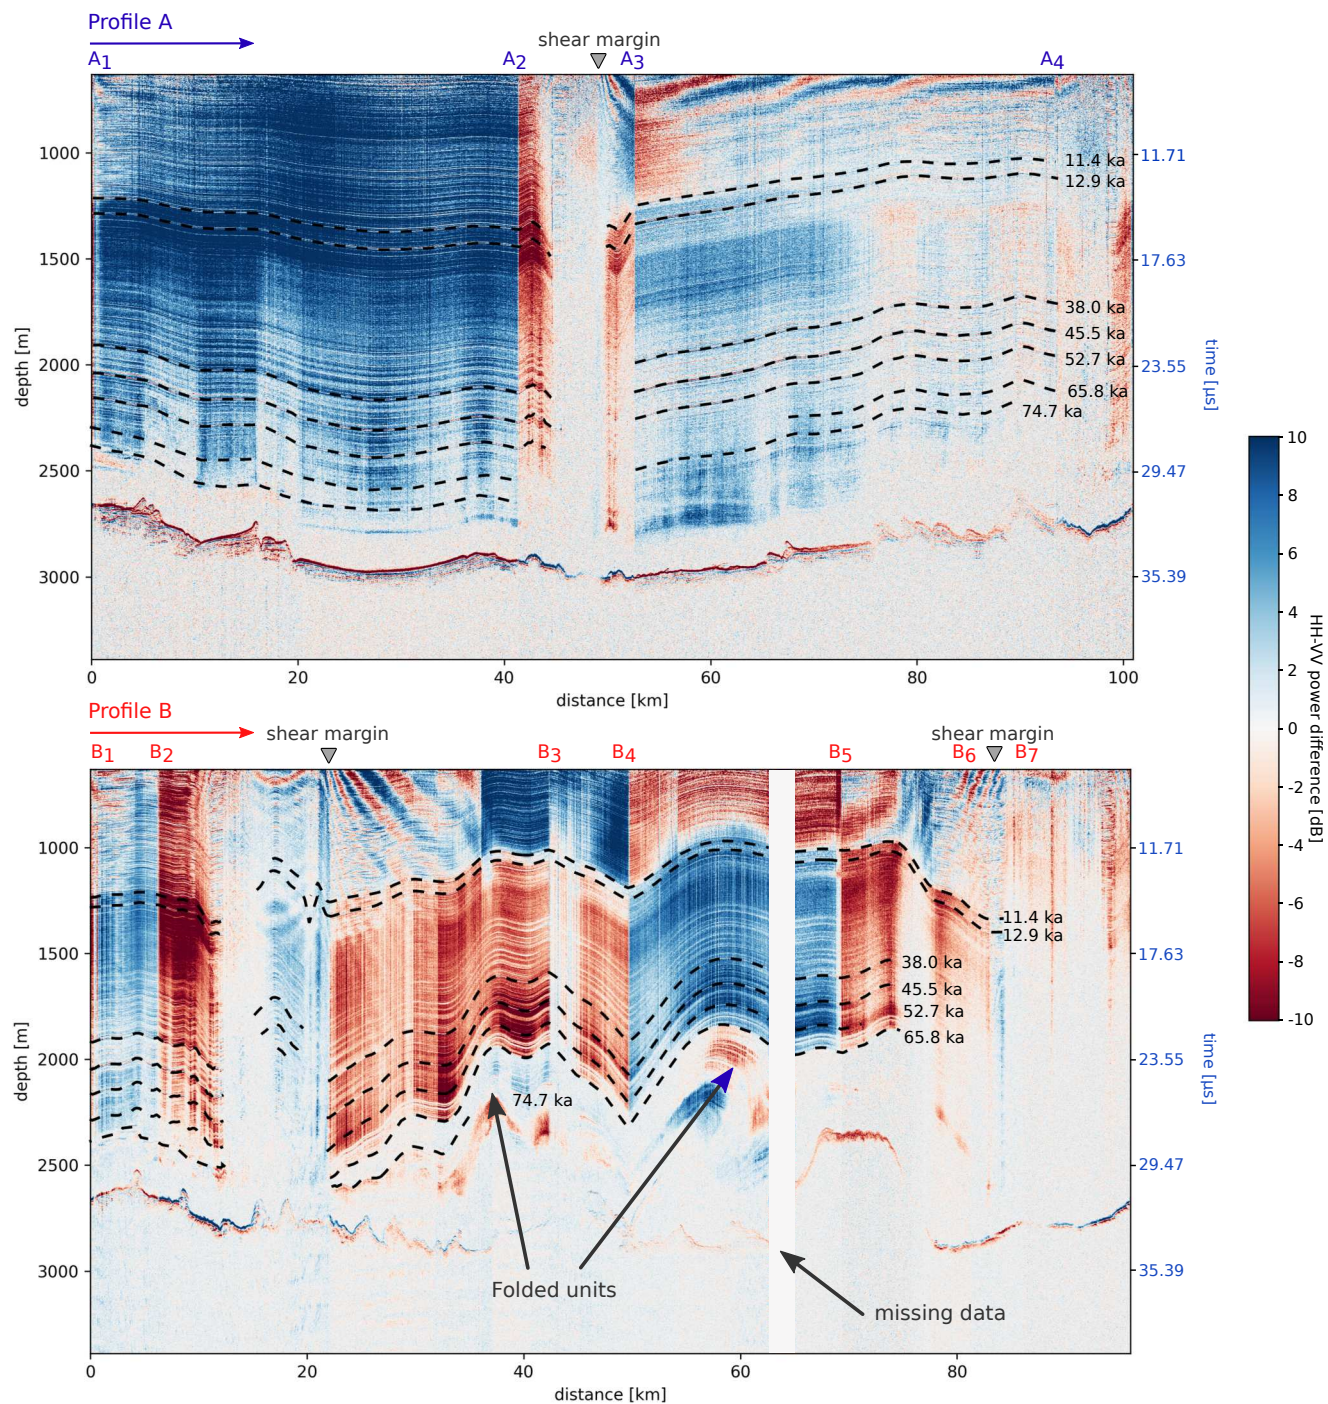 Profile A
shear margin
A1 A2 A3 A4
1000
1500
2000
2500
3000
depth [m]
11.4 ka
12.9 ka
38.0 ka
45.5 ka
52.7 ka
65.8 ka
74.7 ka
11.71
17.63
23.55
29.47
35.39
time [µs]
0 20 40 60 80 100
distance [km]
10
8
6
4
2
0
-2
-4
-6
-8
-10
HH-VV power difference [dB]
Profile B
shear margin shear margin
B1 B2 B3 B4 B5 B6 B7
1000
1500
2000
2500
3000
depth [m]
11.4 ka
12.9 ka
38.0 ka
45.5 ka
52.7 ka
65.8 ka
74.7 ka
Folded units
missing data
11.71
17.63
23.55
29.47
35.39
time [µs]
0 20 40 60 80
distance [km]